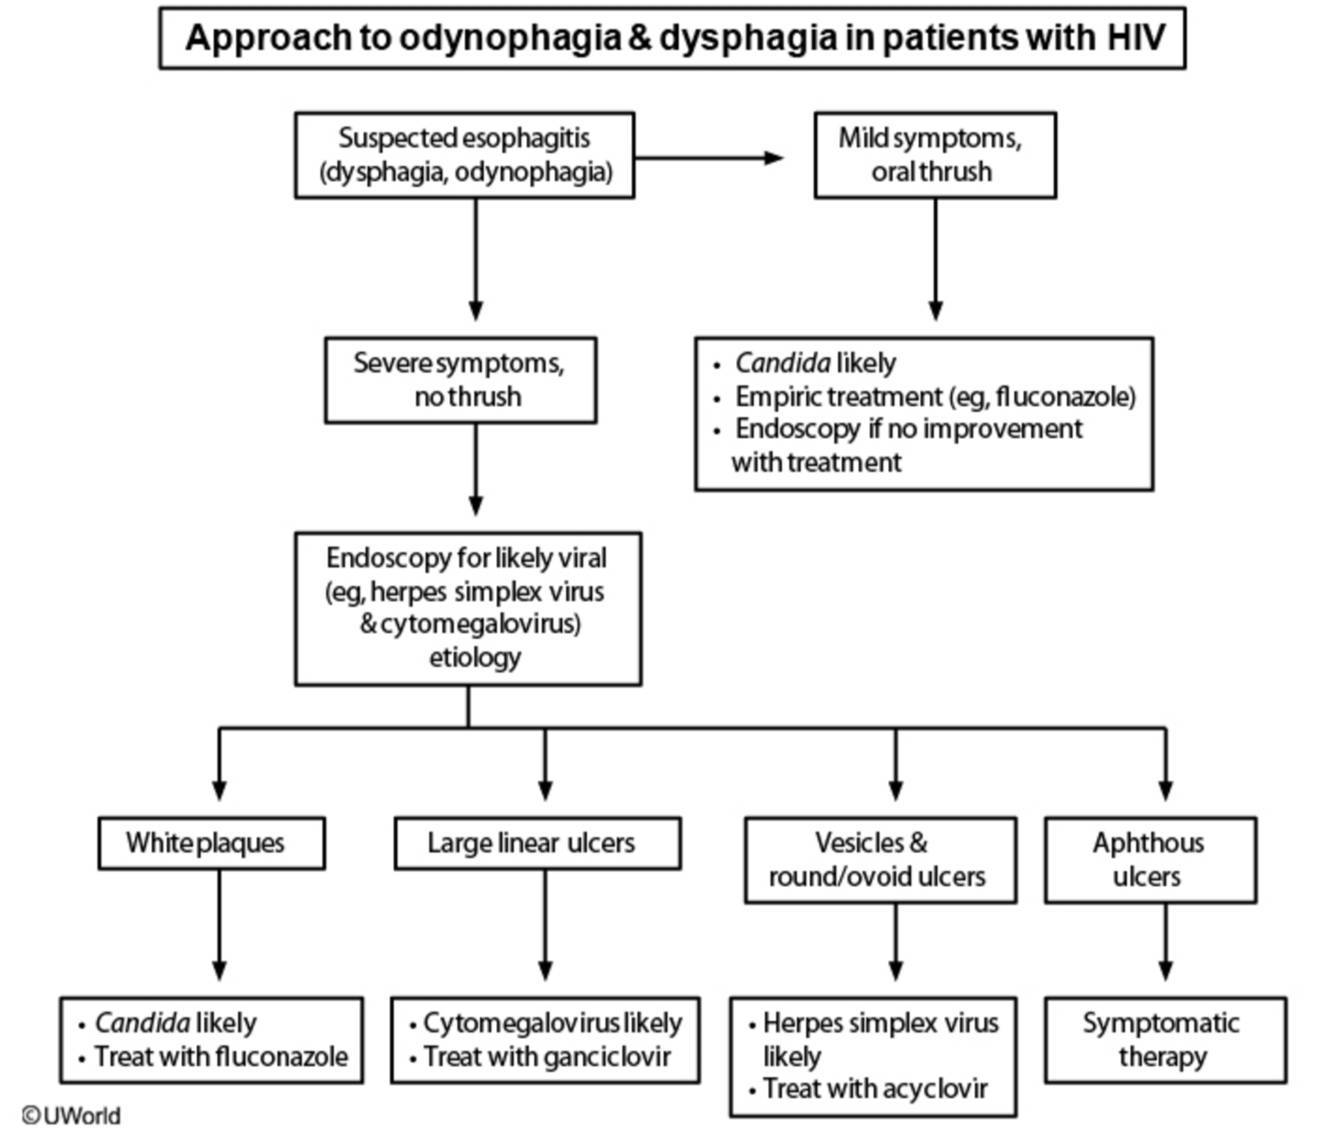 Approach to odynophagia & dysphagia in patients with HIV
Suspected esophagitis
(dysphagia, odynophagia)
Mild symptoms,
oral thrush
Severe symptoms,
no thrush
• Candida likely
• Empiric treatment (eg, fluconazole)
• Endoscopy if no improvement
with treatment
Endoscopy for likely viral
(eg, herpes simplex virus
& cytomegalovirus)
etiology
White plaques
Large linear ulcers
Vesicles &
round/ovoid ulcers
Aphthous
ulcers
• Candida likely
• Treat with fluconazole
• Cytomegalovirus likely
• Treat with ganciclovir
• Herpes simplex virus
likely
• Treat with acyclovir
Symptomatic
therapy
©UWorld